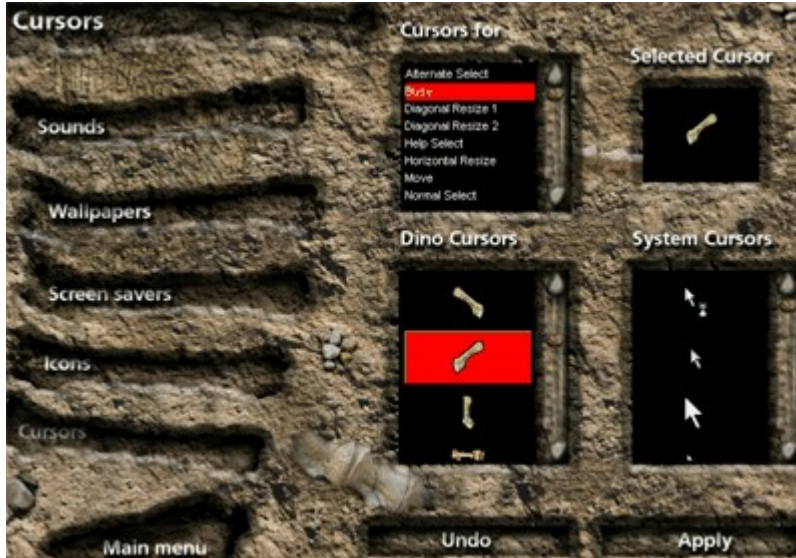 Cursors
Sounds
Wallpapers
Screen savers
Icons
Cursors
Main menu
Cursors for
Alternate Select
Busy
Diagonal Resize 1
Diagonal Resize 2
Help Select
Horizontal Resize
Move
Normal Select
Selected Cursor
Dino Cursors
System Cursors
Undo
Apply